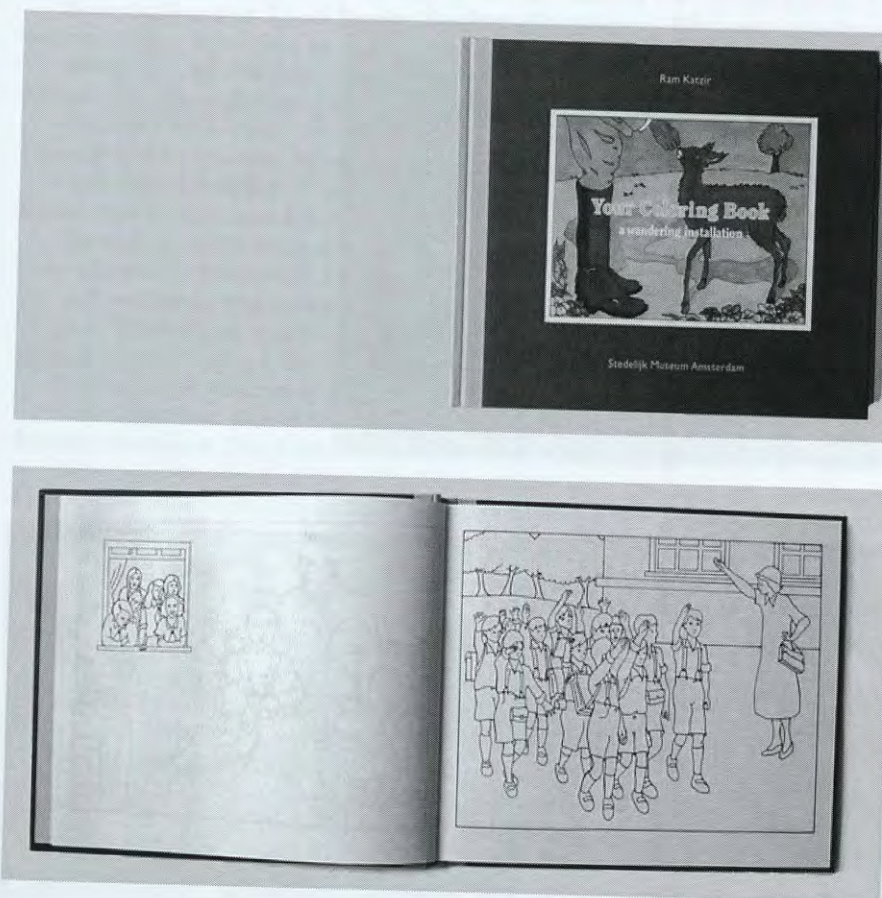 Ram Katzir
Your Coloring Book
a wandering installation
Stedelijk Museum Amsterdam